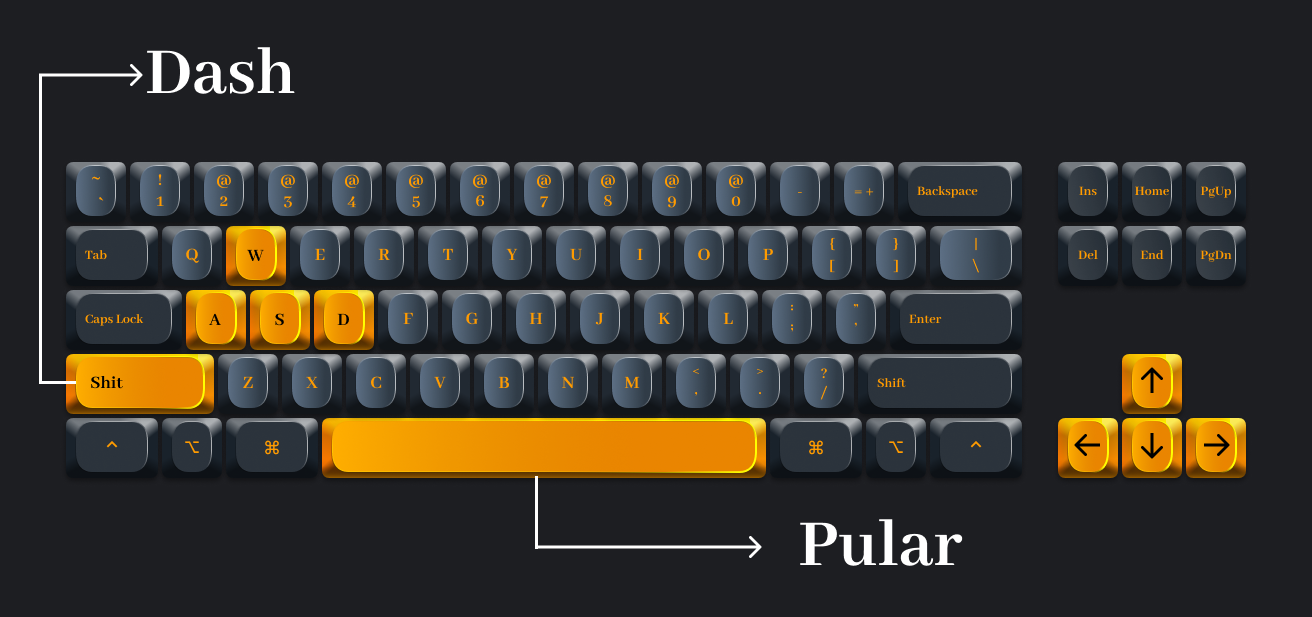 Dash
~ ! @ @ @ @ @ @ @ @ @ - = + Backspace Ins Home PgUp
` 1 2 3 4 5 6 7 8 9 0
Tab Q W E R T Y U I O P { } | Del End PgDn
[ ] \
Caps Lock A S D F G H J K L : " Enter
; '
Shit Z X C V B N M < > ? Shift ↑
, . /
^ ⌥ ⌘ ⌘ ⌥ ^ ← ↓ →
Pular